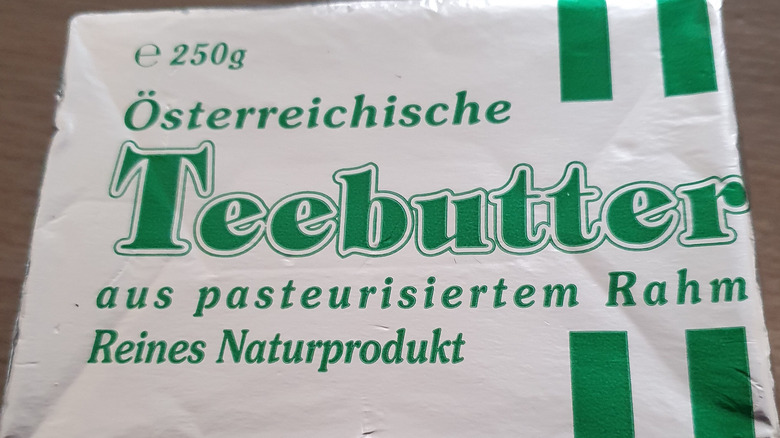 ℮ 250g
Österreichische
Teebutter
aus pasteurisiertem Rahm
Reines Naturprodukt